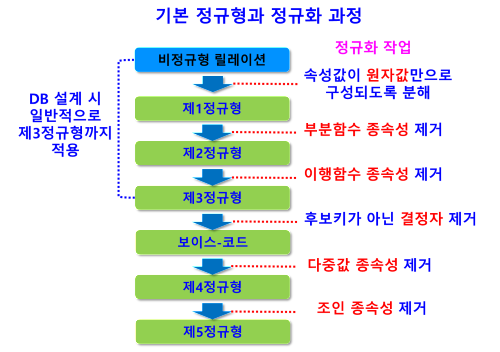 기본 정규형과 정규화 과정
정규화 작업
비정규형 릴레이션
속성값이 원자값만으로
구성되도록 분해
DB 설계 시
일반적으로
제3정규형까지
적용
제1정규형
부분함수 종속성 제거
제2정규형
이행함수 종속성 제거
제3정규형
후보키가 아닌 결정자 제거
보이스-코드
다중값 종속성 제거
제4정규형
조인 종속성 제거
제5정규형